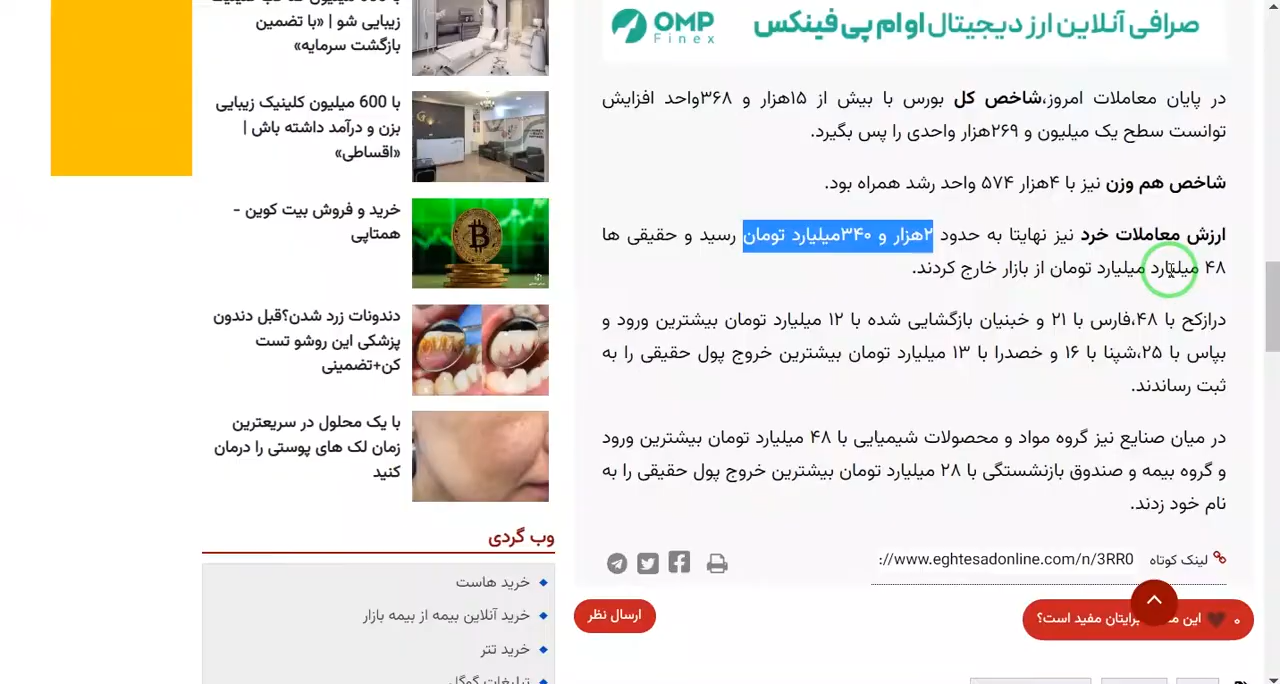 صرافی آنلاین ارز دیجیتال او ام پی فینکس
OMP
Finex
در پایان معاملات امروز،شاخص کل بورس با بیش از ۱۵هزار و ۳۶۸واحد افزایش
توانست سطح یک میلیون و ۲۶۹هزار واحدی را پس بگیرد.
شاخص هم وزن نیز با ۴هزار ۵۷۴ واحد رشد همراه بود.
ارزش معاملات خرد نیز نهایتا به حدود ۲هزار و ۳۴۰میلیارد تومان رسید و حقیقی ها
۴۸ میلیارد میلیارد تومان از بازار خارج کردند.
درازکح با ۴۸،فارس با ۲۱ و خبنیان بازگشایی شده با ۱۲ میلیارد تومان بیشترین ورود و
بپاس با ۲۵،شپنا با ۱۶ و خصدرا با ۱۳ میلیارد تومان بیشترین خروج پول حقیقی را به
ثبت رساندند.
در میان صنایع نیز گروه مواد و محصولات شیمیایی با ۴۸ میلیارد تومان بیشترین ورود
و گروه بیمه و صندوق بازنشستگی با ۲۸ میلیارد تومان بیشترین خروج پول حقیقی را به
نام خود زدند.
لینک کوتاه
://www.eghtesadonline.com/n/3RR0
۰
این
برایتان مفید است؟
ارسال نظر
زیبایی شو | «با تضمین
بازگشت سرمایه»
با 600 میلیون کلینیک زیبایی
بزن و درآمد داشته باش |
«اقساطی»
خرید و فروش بیت کوین -
همتاپی
دندونات زرد شدن؟قبل دندون
پزشکی این روشو تست
کن+تضمینی
با یک محلول در سریعترین
زمان لک های پوستی را درمان
کنید
وب گردی
خرید هاست
خرید آنلاین بیمه از بیمه بازار
خرید تتر
تبلیغات گوگل